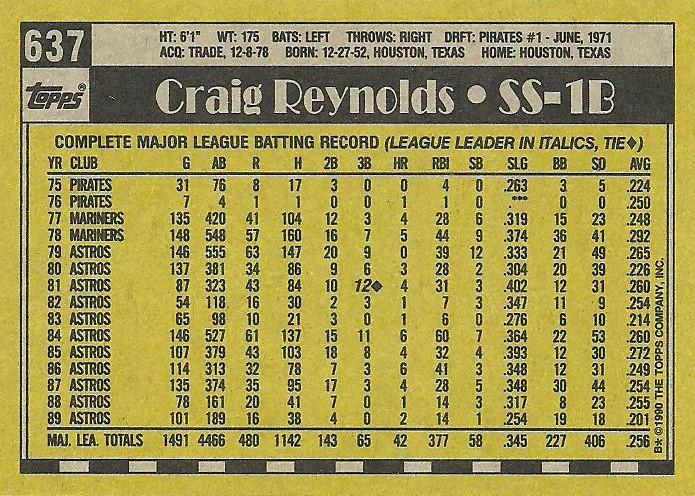 637
HT: 6'1" WT: 175 BATS: LEFT THROWS: RIGHT DRFT: PIRATES #1 - JUNE, 1971
ACQ: TRADE, 12-8-78 BORN: 12-27-52, HOUSTON, TEXAS HOME: HOUSTON, TEXAS
TOPPS® Craig Reynolds • SS-1B
COMPLETE MAJOR LEAGUE BATTING RECORD (LEAGUE LEADER IN ITALICS, TIE♦)
YR CLUB G AB R H 2B 3B HR RBI SB SLG BB SO AVG
75 PIRATES 31 76 8 17 3 0 0 4 0 .263 3 5 .224
76 PIRATES 7 4 1 1 0 0 1 1 0 .*** 0 0 .250
77 MARINERS 135 420 41 104 12 3 4 28 6 .319 15 23 .248
78 MARINERS 148 548 57 160 16 7 5 44 9 .374 36 41 .292
79 ASTROS 146 555 63 147 20 9 0 39 12 .333 21 49 .265
80 ASTROS 137 381 34 86 9 6 3 28 2 .304 20 39 .226
81 ASTROS 87 323 43 84 10 12♦ 4 31 3 .402 12 31 .260
82 ASTROS 54 118 16 30 2 3 1 7 3 .347 11 9 .254
83 ASTROS 65 98 10 21 3 0 1 6 0 .276 6 10 .214
84 ASTROS 146 527 61 137 15 11 6 60 7 .364 22 53 .260
85 ASTROS 107 379 43 103 18 8 4 32 4 .393 12 30 .272
86 ASTROS 114 313 32 78 7 3 6 41 3 .348 12 31 .249
87 ASTROS 135 374 35 95 17 3 4 28 5 .348 30 44 .254
88 ASTROS 78 161 20 41 7 0 1 14 3 .317 8 23 .255
89 ASTROS 101 189 16 38 4 0 2 14 1 .254 19 18 .201
MAJ. LEA. TOTALS 1491 4466 480 1142 143 65 42 377 58 .345 227 406 .256
B* ©1990 THE TOPPS COMPANY, INC.